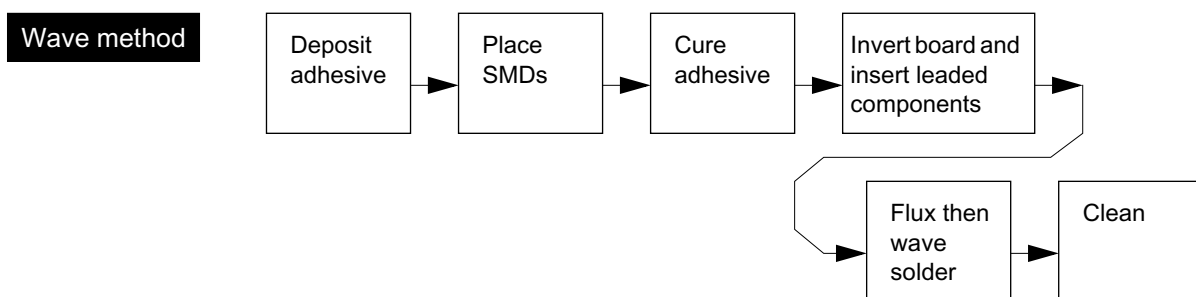 Wave method
Deposit
adhesive
Place
SMDs
Cure
adhesive
Invert board and
insert leaded
components
Flux then
wave
solder
Clean